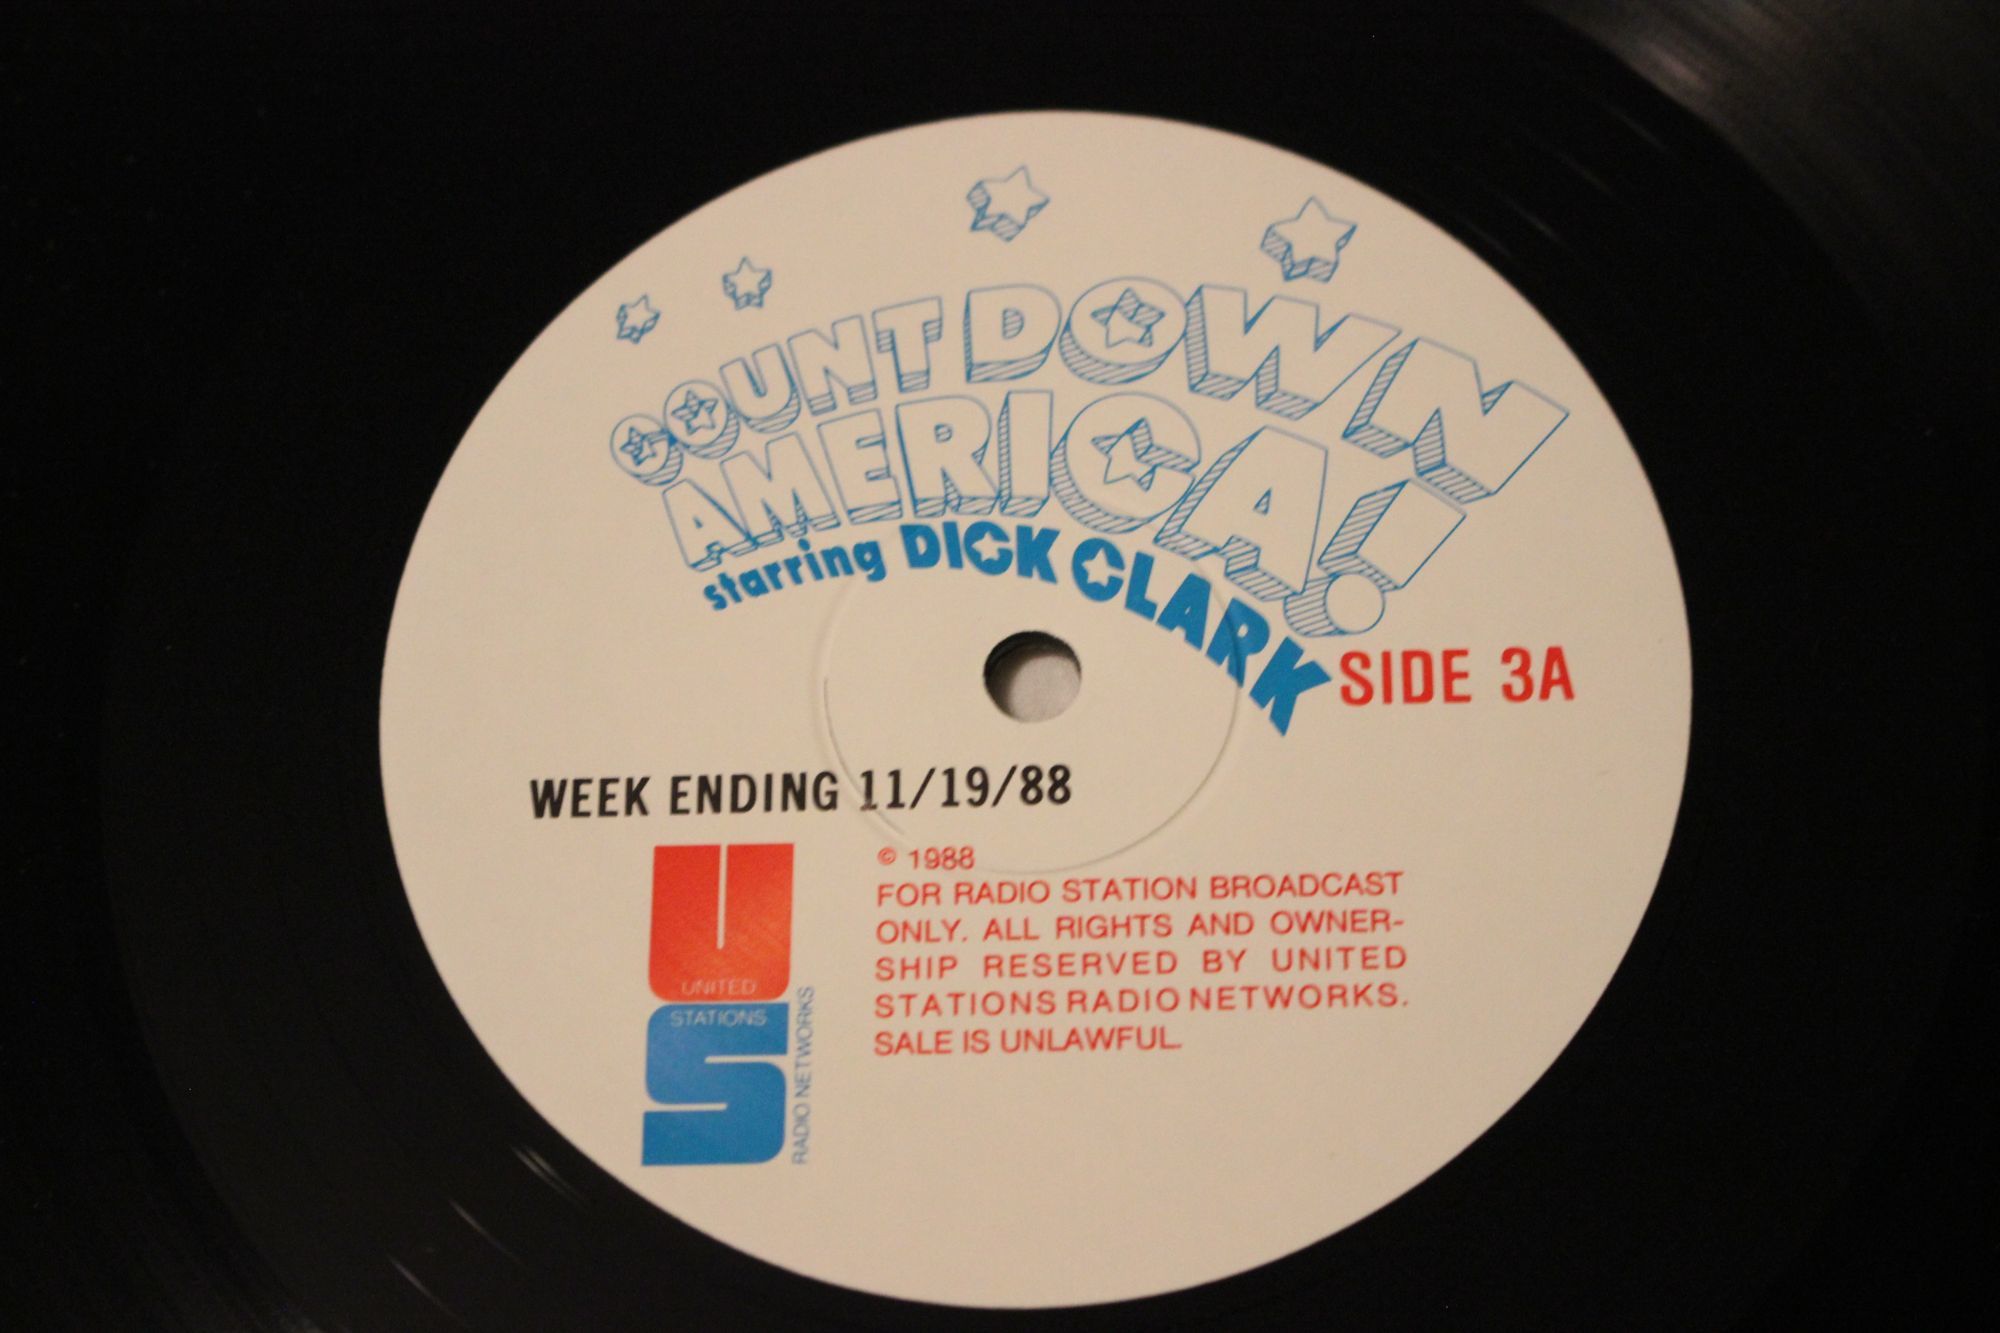 COUNTDOWN
AMERICA!
starring DICK CLARK
SIDE 3A
WEEK ENDING 11/19/88
US
UNITED
STATIONS
RADIO NETWORKS
© 1988
FOR RADIO STATION BROADCAST
ONLY. ALL RIGHTS AND OWNER-
SHIP RESERVED BY UNITED
STATIONS RADIO NETWORKS.
SALE IS UNLAWFUL.